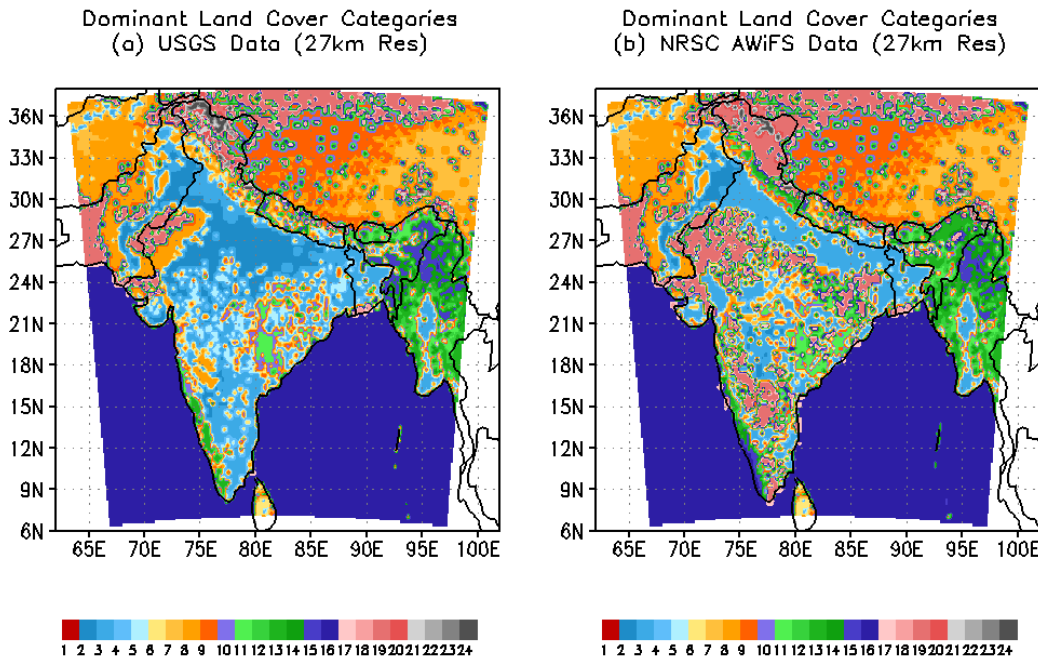 Dominant Land Cover Categories
(a) USGS Data (27km Res)
36N
33N
30N
27N
24N
21N
18N
15N
12N
9N
6N
65E 70E 75E 80E 85E 90E 95E 100E
1 2 3 4 5 6 7 8 9 10 11 12 13 14 15 16 17 18 19 20 21 22 23 24
Dominant Land Cover Categories
(b) NRSC AWiFS Data (27km Res)
36N
33N
30N
27N
24N
21N
18N
15N
12N
9N
6N
65E 70E 75E 80E 85E 90E 95E 100E
1 2 3 4 5 6 7 8 9 10 11 12 13 14 15 16 17 18 19 20 21 22 23 24